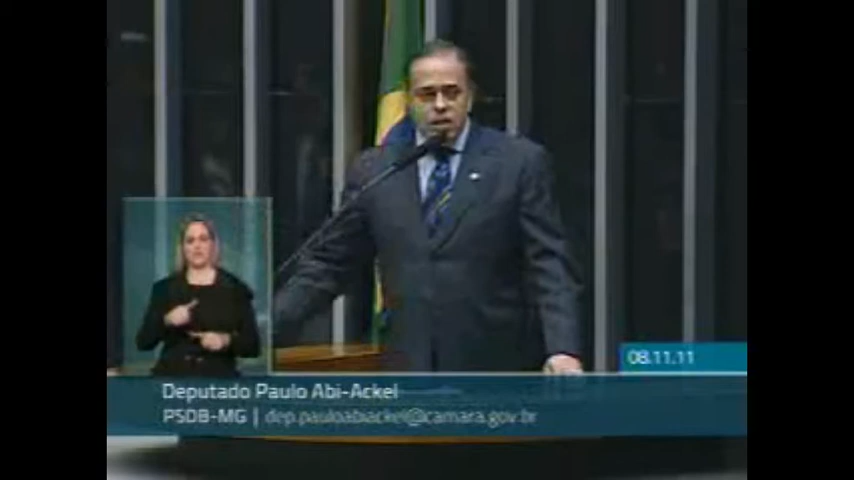 08.11.11
Deputado Paulo Abi-Ackel
PSDB-MG | dep.pauloabiackel@camara.gov.br